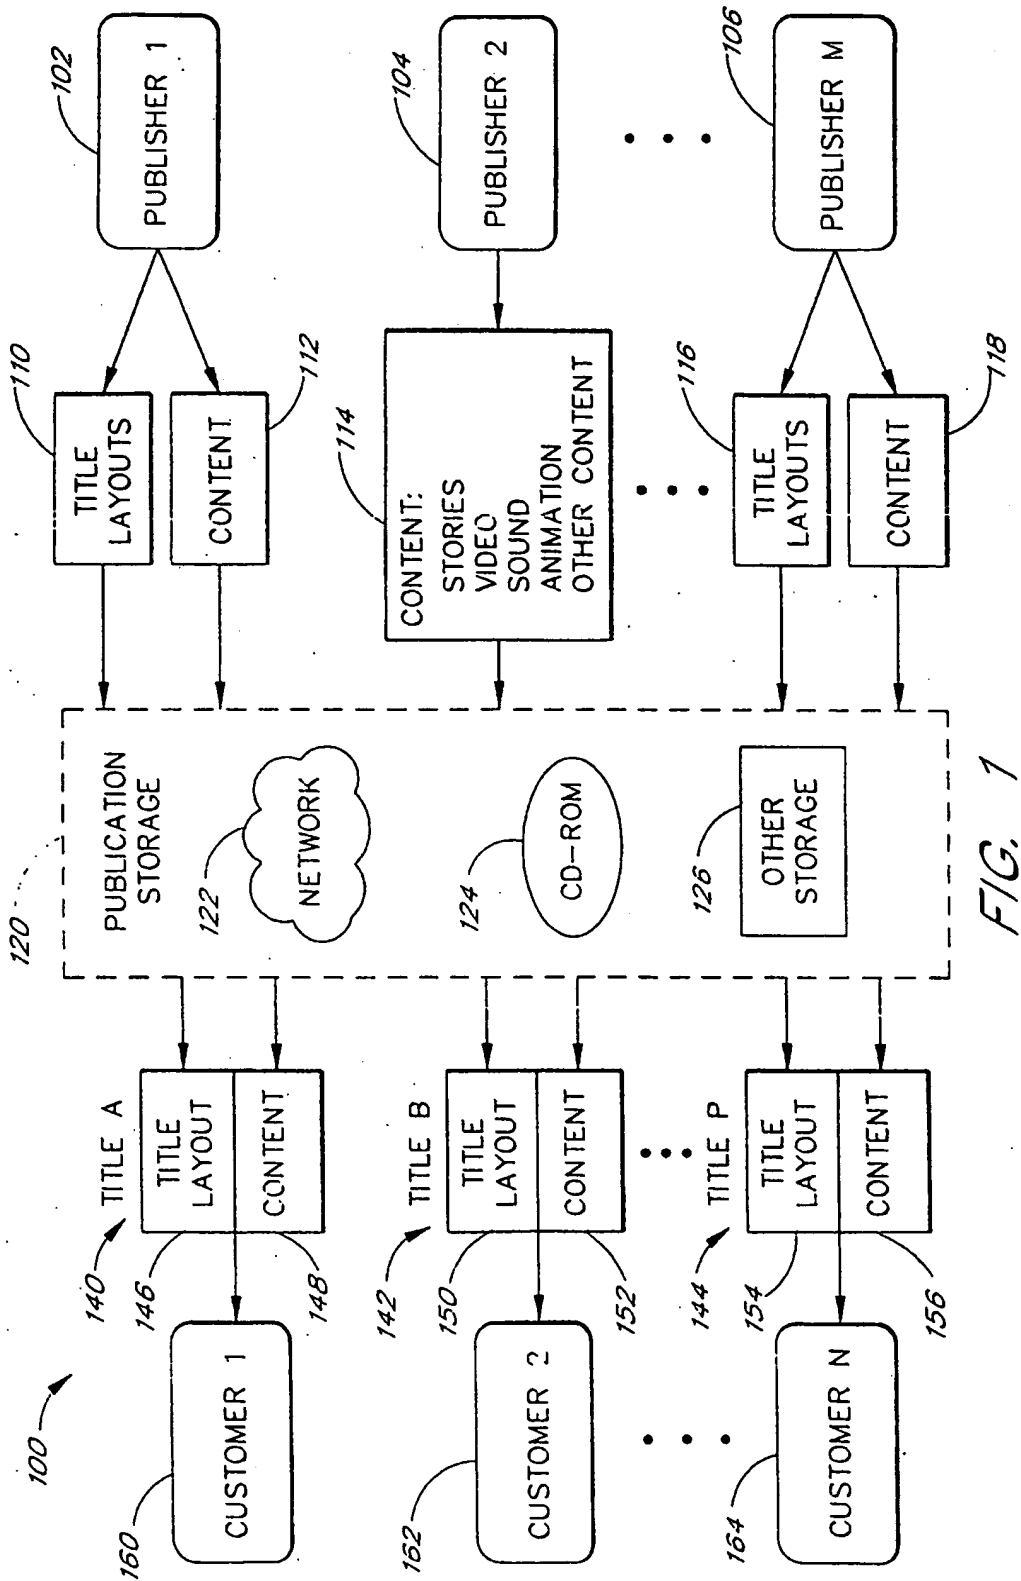 100
160
CUSTOMER 1
162
CUSTOMER 2
164
CUSTOMER N
140
TITLE A
146
TITLE
LAYOUT
CONTENT
148
142
TITLE B
150
TITLE
LAYOUT
CONTENT
152
144
TITLE P
154
TITLE
LAYOUT
CONTENT
156
120
PUBLICATION
STORAGE
122
NETWORK
124
CD-ROM
126
OTHER
STORAGE
110
TITLE
LAYOUTS
CONTENT
112
114
CONTENT:
STORIES
VIDEO
SOUND
ANIMATION
OTHER CONTENT
116
TITLE
LAYOUTS
CONTENT
118
102
PUBLISHER 1
104
PUBLISHER 2
106
PUBLISHER M
FIG. 1